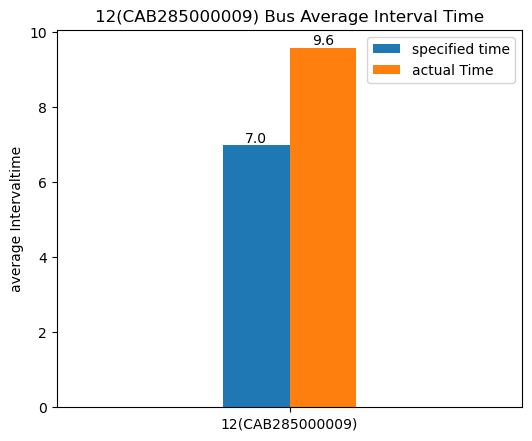 12(CAB285000009) Bus Average Interval Time
specified time
actual Time
average Intervaltime
10
8
6
4
2
0
7.0
9.6
12(CAB285000009)